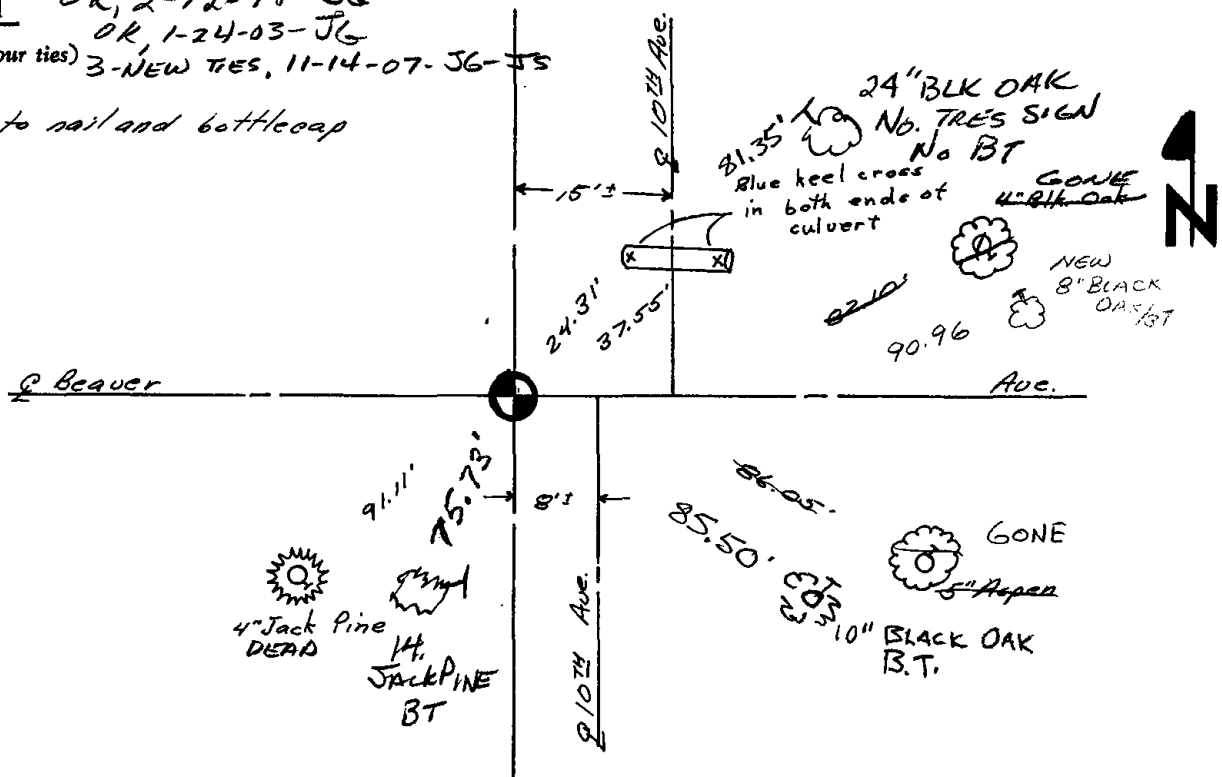 OK, 1-24-03-JG
our ties) 3-NEW TIES, 11-14-07-JG-JS
to nail and bottlecap
℄ 10TH Ave.
15'±
81.35'
24" BLK OAK
No. TRES SIGN
No BT
Blue keel cross
in both ends of
culvert
GONE
4" Blk. Oak
N
NEW
8" BLACK
OAK/BT
82.10'
90.96
24.31'
37.55'
℄ Beaver Ave.
91.11'
75.73'
8'±
86.05'
85.50'
GONE
5" Aspen
10" BLACK OAK
B.T.
4" Jack Pine
DEAD
14.
JACKPINE
BT
℄ 10TH Ave.